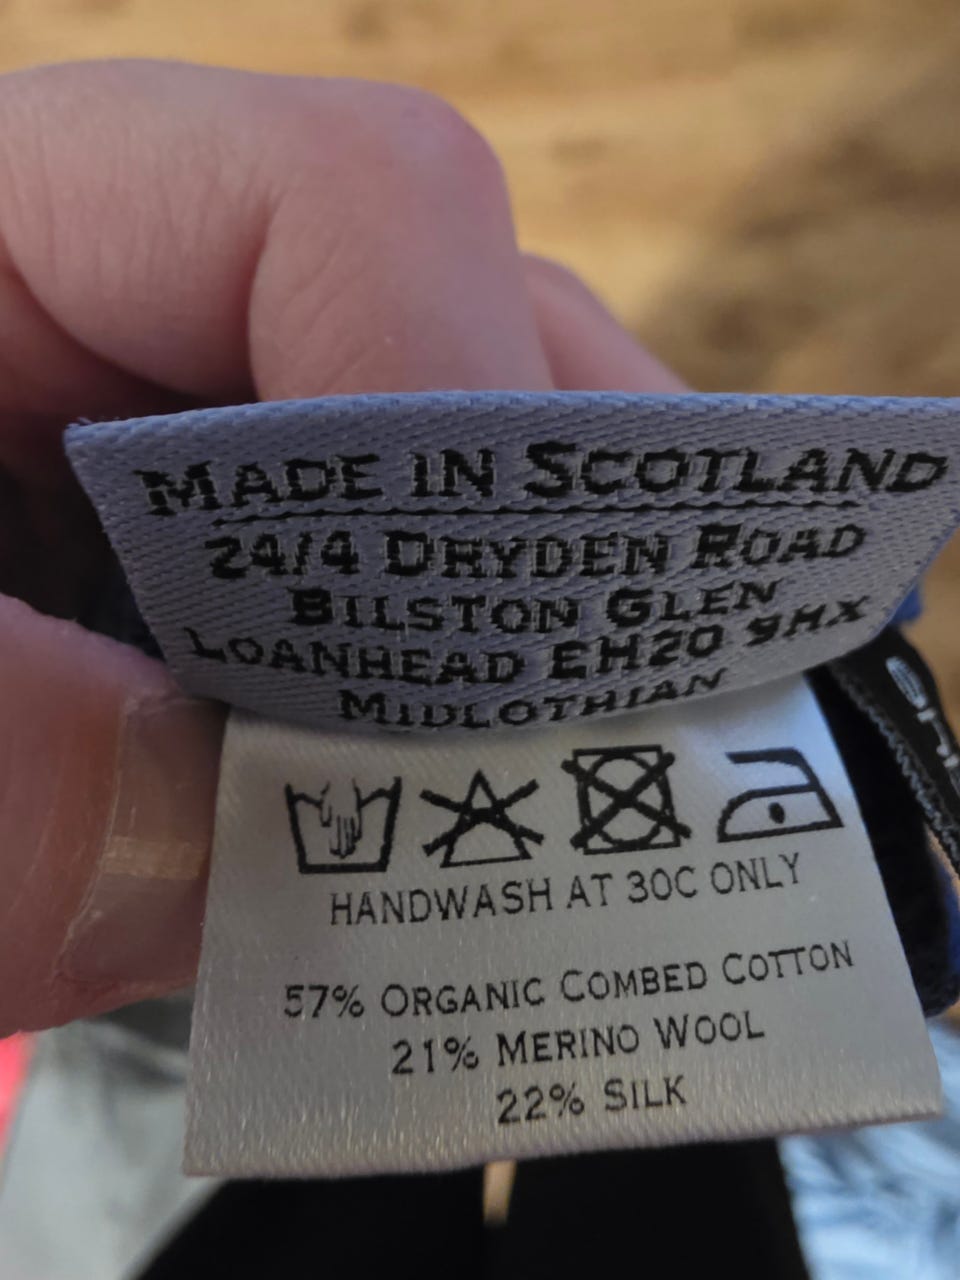 MADE IN SCOTLAND
24/4 DRYDEN ROAD
BILSTON GLEN
LOANHEAD EH20 9HX
MIDLOTHIAN
HANDWASH AT 30C ONLY
57% ORGANIC COMBED COTTON
21% MERINO WOOL
22% SILK